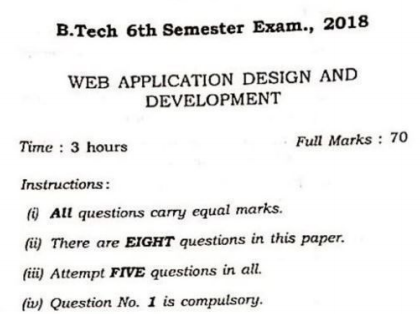 B.Tech 6th Semester Exam., 2018
WEB APPLICATION DESIGN AND
DEVELOPMENT
Time : 3 hours Full Marks : 70
Instructions :
(i) All questions carry equal marks.
(ii) There are EIGHT questions in this paper.
(iii) Attempt FIVE questions in all.
(iv) Question No. 1 is compulsory.